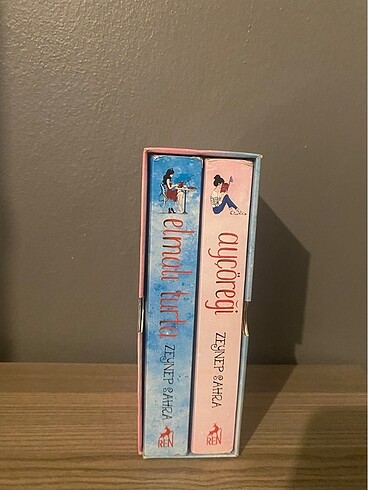 elmalı turta
ZEYNEP SAHRA
REN
ayçöreği
ZEYNEP SAHRA
REN